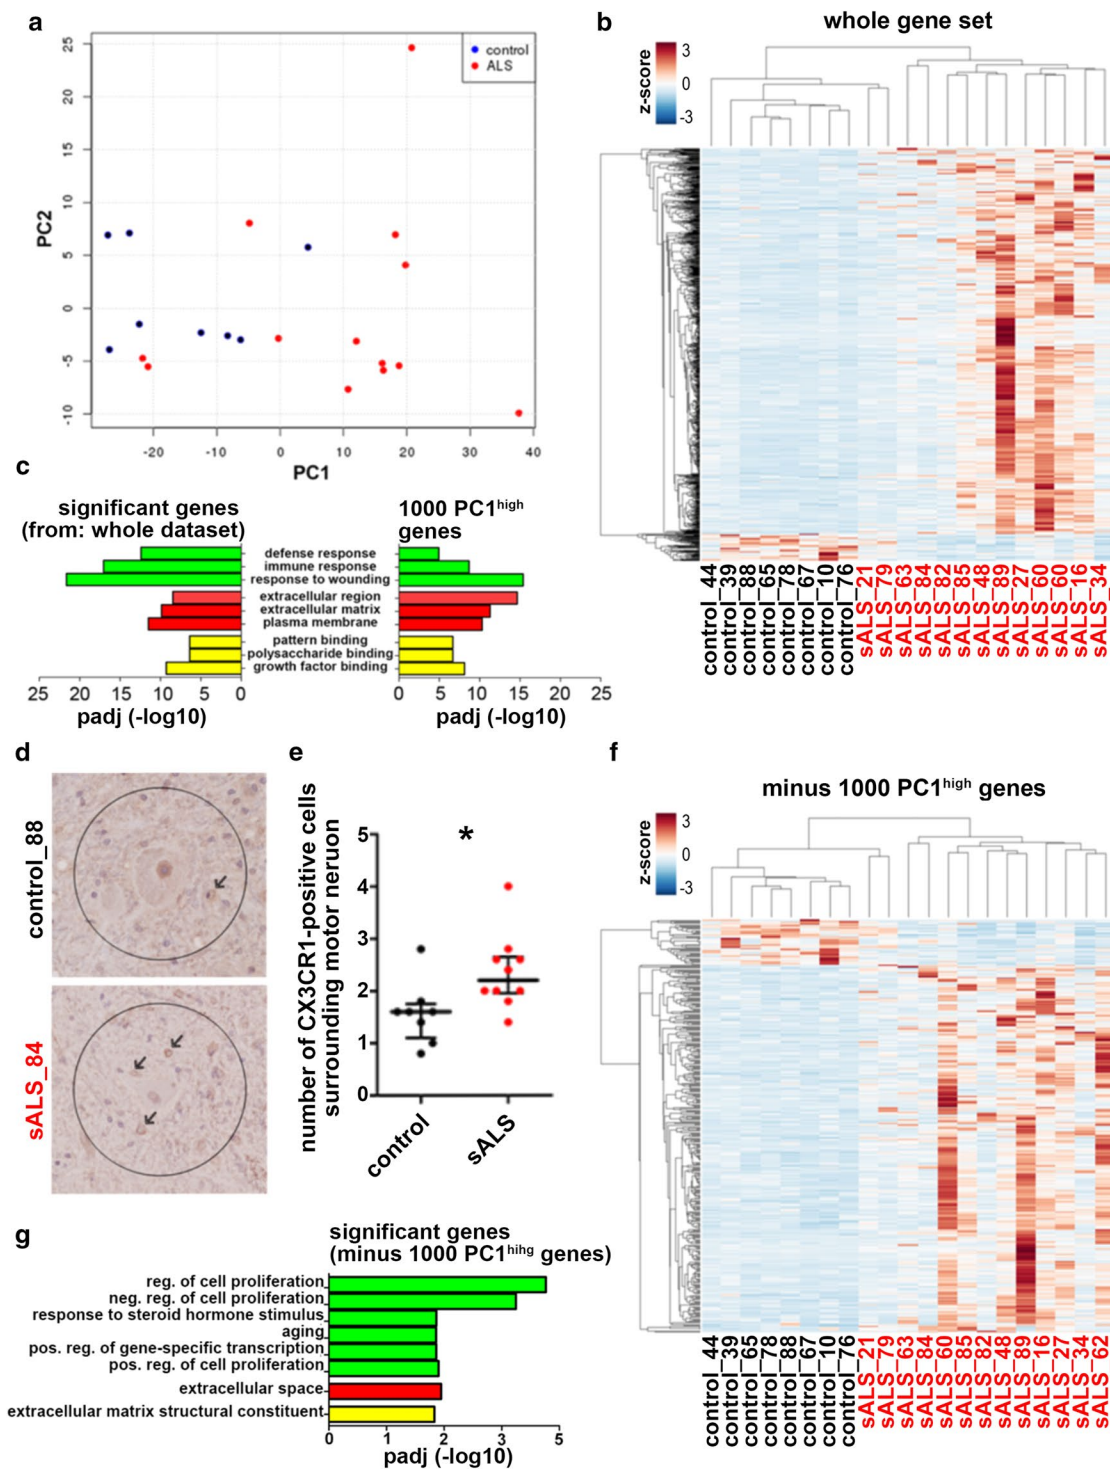 a
control
ALS
25
20
15
10
5
0
-5
-10
PC2
-20
-10
0
10
20
30
40
PC1
b
whole gene set
z-score
3
0
-3
control_44
control_39
control_88
control_65
control_78
control_67
control_10
control_76
sALS_21
sALS_79
sALS_63
sALS_84
sALS_82
sALS_85
sALS_48
sALS_89
sALS_27
sALS_60
sALS_60
sALS_16
sALS_34
c
significant genes
(from: whole dataset)
1000 PC1high
genes
defense response
immune response
response to wounding
extracellular region
extracellular matrix
plasma membrane
pattern binding
polysaccharide binding
growth factor binding
25 20 15 10 5 0
padj (-log10)
0 5 10 15 20 25
padj (-log10)
d
control_88
sALS_84
e
number of CX3CR1-positive cells
surrounding motor neruon
5
4
3
2
1
0
*
control
sALS
f
minus 1000 PC1high genes
z-score
3
0
-3
control_44
control_39
control_65
control_78
control_88
control_67
control_10
control_76
sALS_21
sALS_79
sALS_63
sALS_84
sALS_60
sALS_85
sALS_82
sALS_48
sALS_89
sALS_16
sALS_27
sALS_34
sALS_62
g
significant genes
(minus 1000 PC1hihg genes)
reg. of cell proliferation
neg. reg. of cell proliferation
response to steroid hormone stimulus
aging
pos. reg. of gene-specific transcription
pos. reg. of cell proliferation
extracellular space
extracellular matrix structural constituent
0 1 2 3 4 5
padj (-log10)